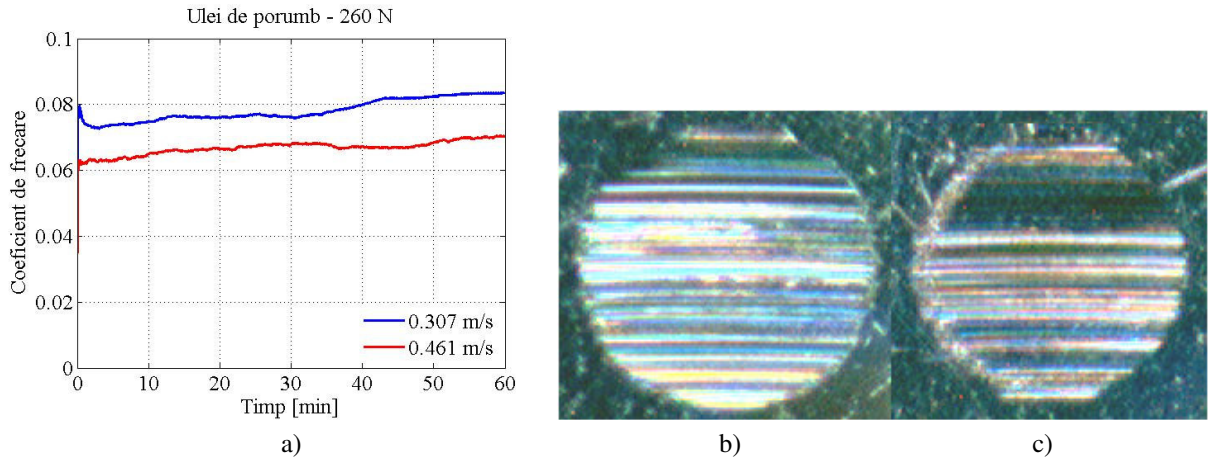 Ulei de porumb - 260 N
Coeficient de frecare
0.1
0.08
0.06
0.04
0.02
0
0 10 20 30 40 50 60
0.307 m/s
0.461 m/s
Timp [min]
a) b) c)